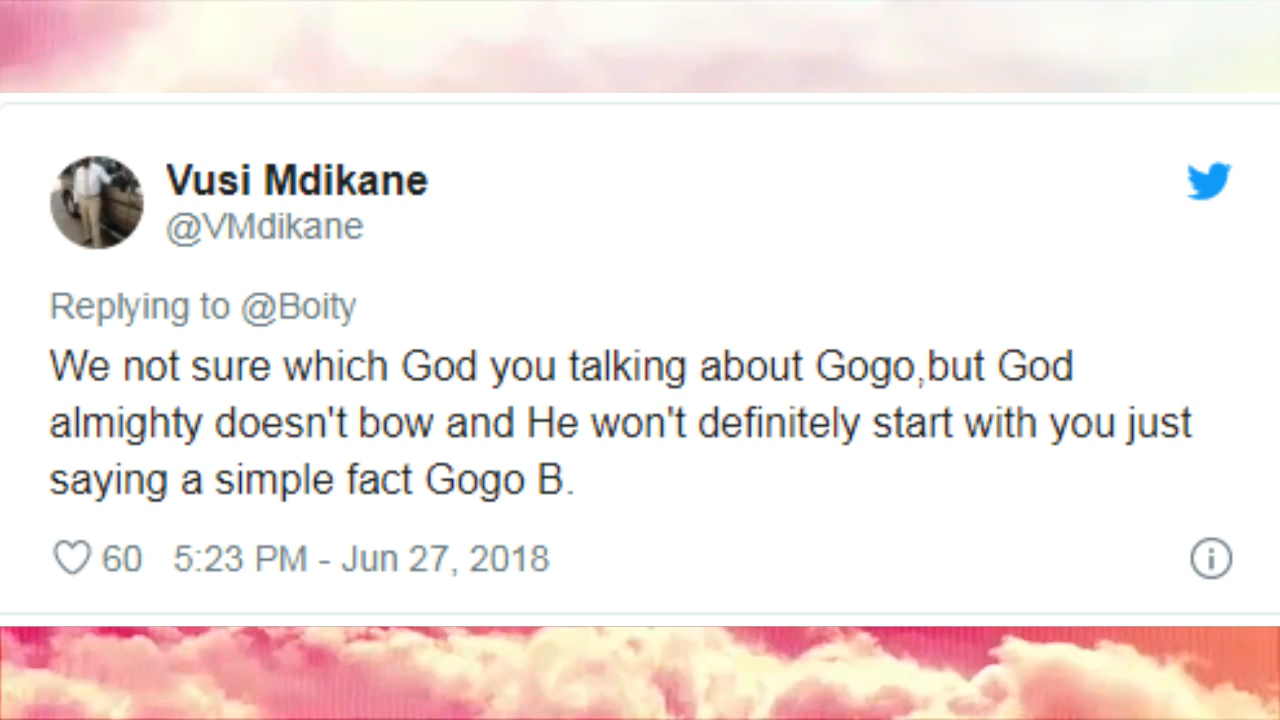 Vusi Mdikane
@VMdikane
Replying to @Boity
We not sure which God you talking about Gogo,but God
almighty doesn't bow and He won't definitely start with you just
saying a simple fact Gogo B.
60 5:23 PM - Jun 27, 2018